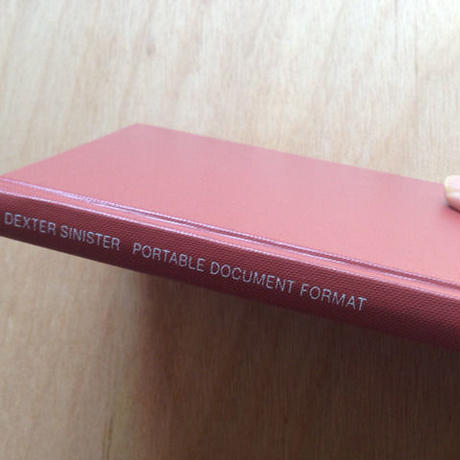 DEXTER SINISTER PORTABLE DOCUMENT FORMAT